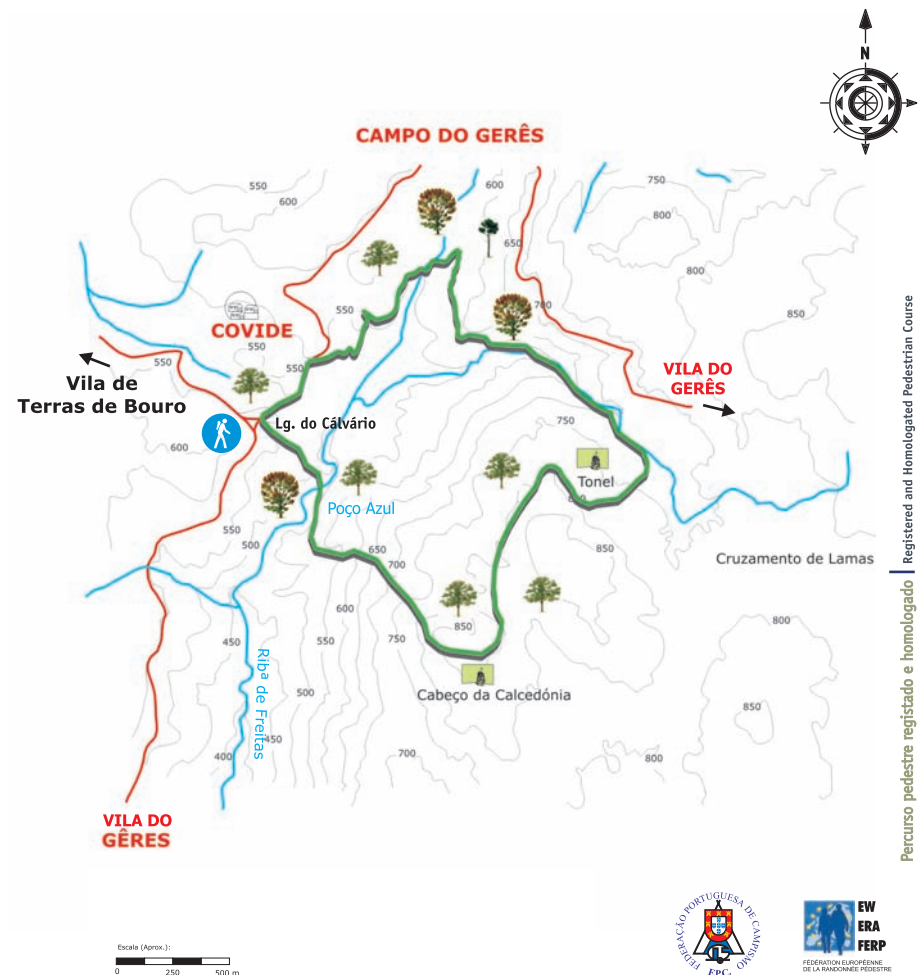 N
CAMPO DO GERÊS
550
600
600
750
800
650
800
550
700
850
COVIDE
550
550
550
VILA DO
GERÊS
Vila de
Terras de Bouro
Lg. do Cálvário
750
600
Tonel
Poço Azul
550
500
650
700
850
Cruzamento de Lamas
600
850
800
450
550
750
Ribª de Freitas
500
Cabeço da Calcedónia
850
450
400
700
800
VILA DO
GÊRES
Registered and Homologated Pedestrian Course
Percurso pedestre registado e homologado
Escala (Aprox.):
0 250 500 m
FEDERAÇÃO PORTUGUESA DE CAMPISMO
F.P.C.
EW
ERA
FERP
FÉDÉRATION EUROPÉENNE
DE LA RANDONNÉE PÉDESTRE